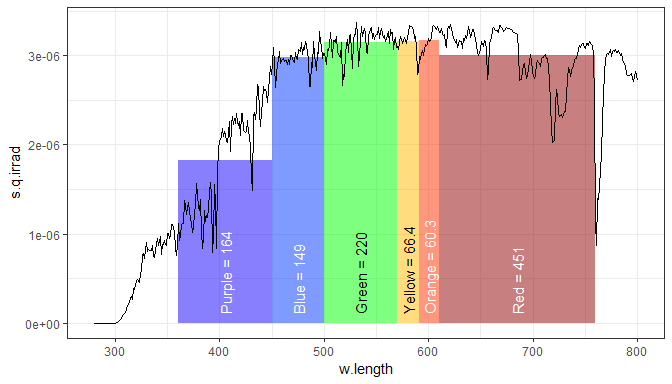 3e-06
2e-06
1e-06
0e+00
s.q.irrad
Purple = 164
Blue = 149
Green = 220
Yellow = 66.4
Orange = 60.3
Red = 451
300
400
500
600
700
800
w.length